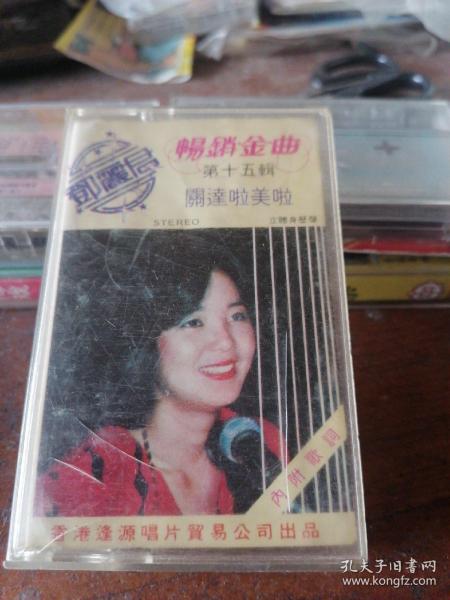 鄧麗君
暢銷金曲
第十五輯
關達啦美啦
STEREO 立體身歷聲
內附歌詞
香港逢源唱片貿易公司出品
孔夫子旧书网
www.kongfz.com